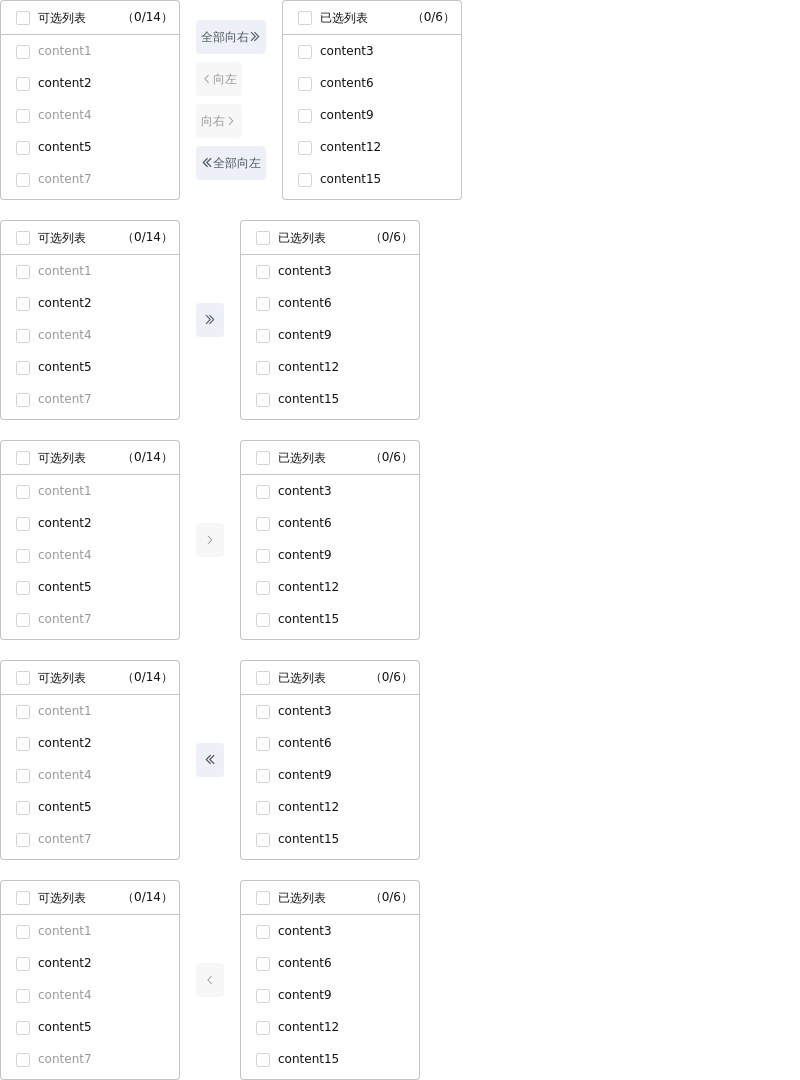 可选列表 （0/14）
content1
content2
content4
content5
content7
全部向右
向左
向右
全部向左
已选列表 （0/6）
content3
content6
content9
content12
content15
可选列表 （0/14）
content1
content2
content4
content5
content7
已选列表 （0/6）
content3
content6
content9
content12
content15
可选列表 （0/14）
content1
content2
content4
content5
content7
已选列表 （0/6）
content3
content6
content9
content12
content15
可选列表 （0/14）
content1
content2
content4
content5
content7
已选列表 （0/6）
content3
content6
content9
content12
content15
可选列表 （0/14）
content1
content2
content4
content5
content7
已选列表 （0/6）
content3
content6
content9
content12
content15